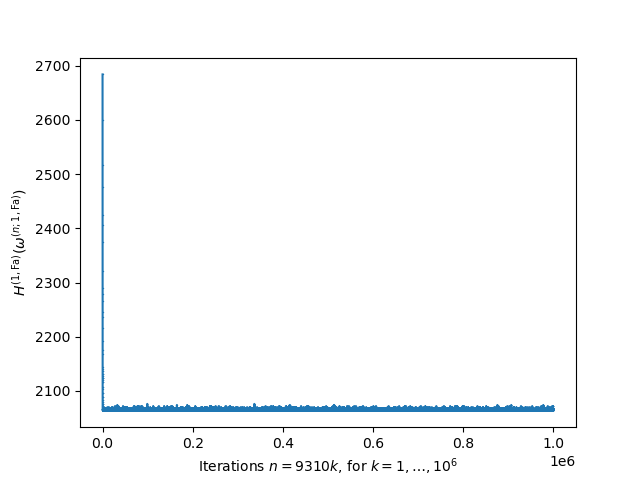 2700
2600
2500
2400
2300
2200
2100
H^{(1,Fa)}(ω^{(n;1,Fa)})
0.0 0.2 0.4 0.6 0.8 1.0
1e6
Iterations n = 9310k, for k = 1, …, 10^6